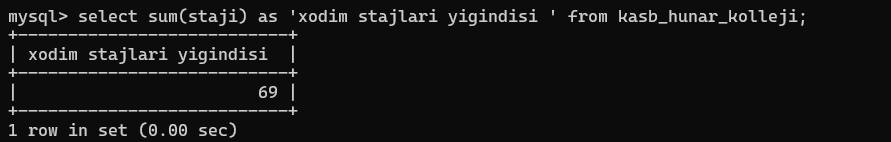 mysql> select sum(staji) as 'xodim stajlari yigindisi ' from kasb_hunar_kolleji;
+---------------------------+
| xodim stajlari yigindisi  |
+---------------------------+
|                        69 |
+---------------------------+
1 row in set (0.00 sec)